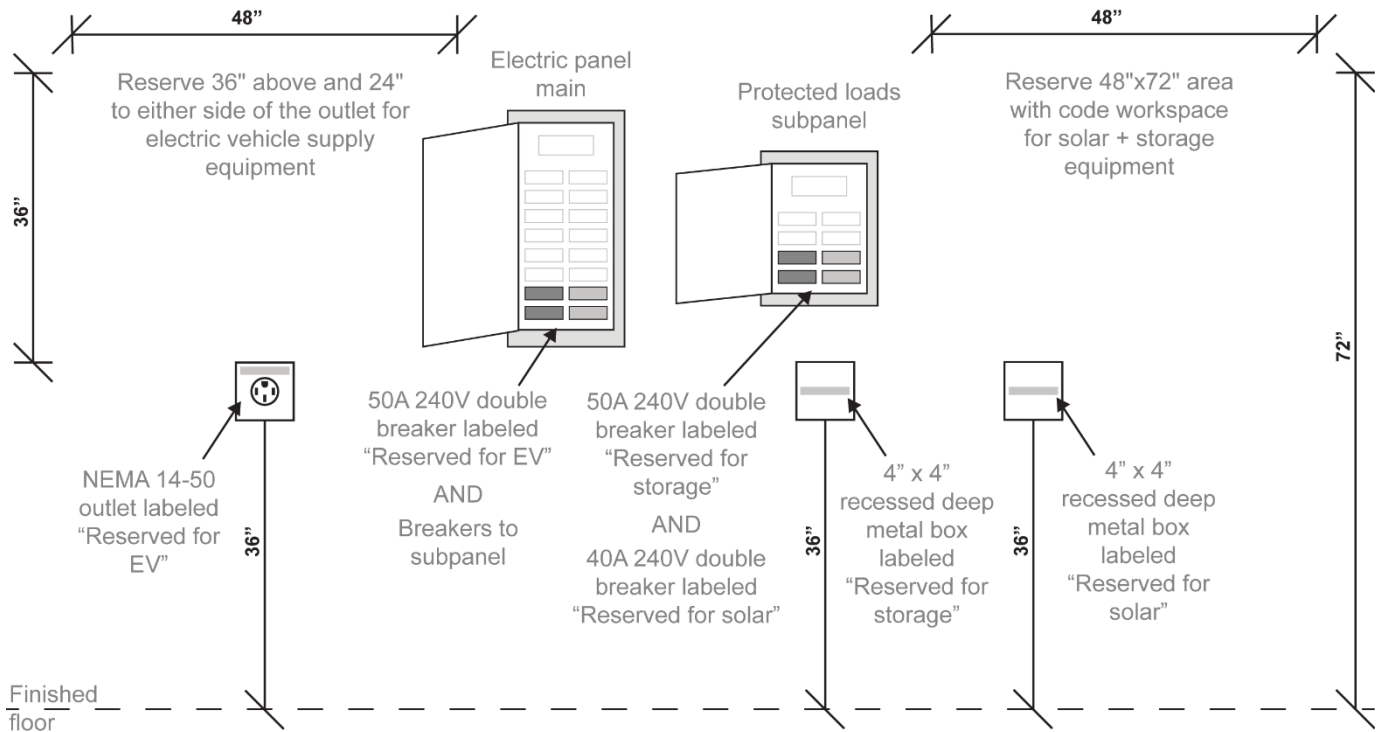 48”
48”
Reserve 36" above and 24"
to either side of the outlet for
electric vehicle supply
equipment
Electric panel
main
Protected loads
subpanel
Reserve 48"x72" area
with code workspace
for solar + storage
equipment
36”
72”
NEMA 14-50
outlet labeled
“Reserved for
EV”
36”
50A 240V double
breaker labeled
“Reserved for EV”
AND
Breakers to
subpanel
50A 240V double
breaker labeled
“Reserved for
storage”
AND
40A 240V double
breaker labeled
“Reserved for solar”
36”
4” x 4”
recessed deep
metal box
labeled
“Reserved for
storage”
36”
4” x 4”
recessed deep
metal box
labeled
“Reserved for
solar”
Finished
floor